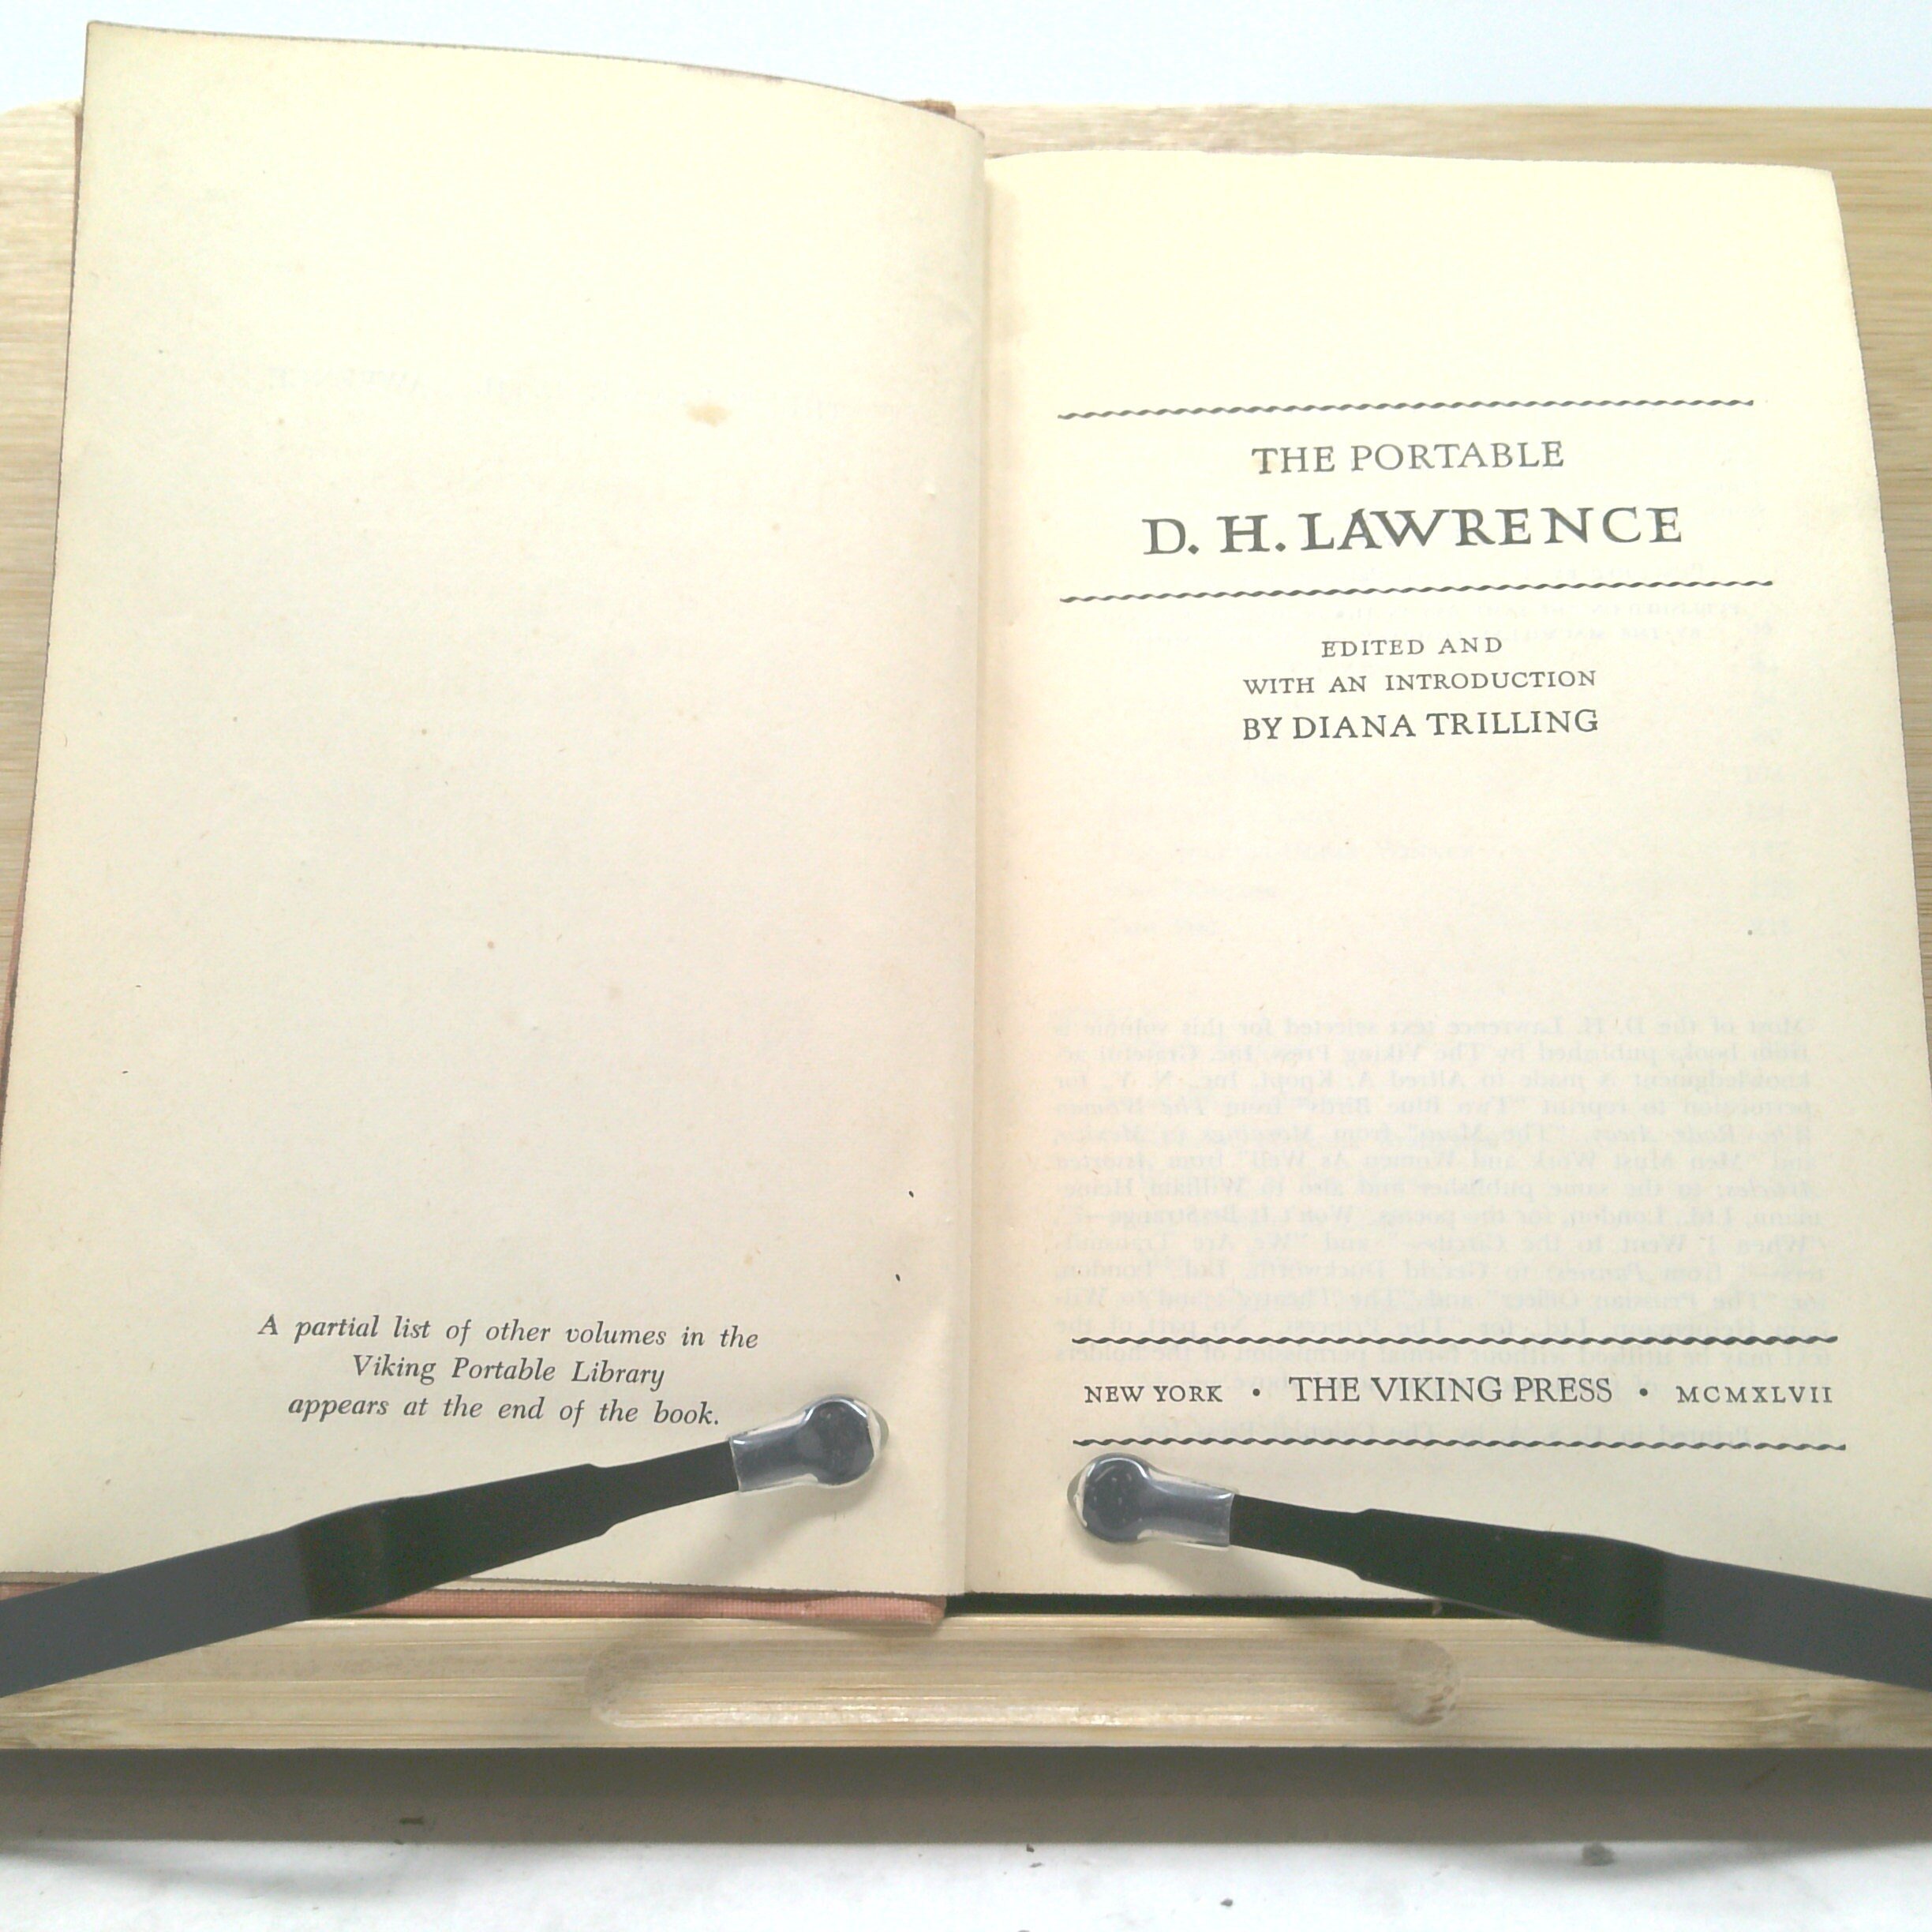 A partial list of other volumes in the
Viking Portable Library
appears at the end of the book.
THE PORTABLE
D. H. LAWRENCE
EDITED AND
WITH AN INTRODUCTION
BY DIANA TRILLING
NEW YORK • THE VIKING PRESS • MCMXLVII